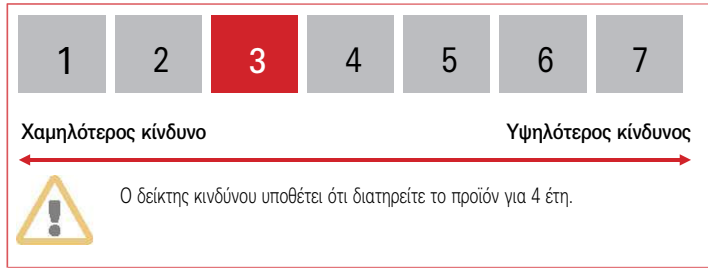 1 2 3 4 5 6 7
Χαμηλότερος κίνδυνο Υψηλότερος κίνδυνος
Ο δείκτης κινδύνου υποθέτει ότι διατηρείτε το προϊόν για 4 έτη.